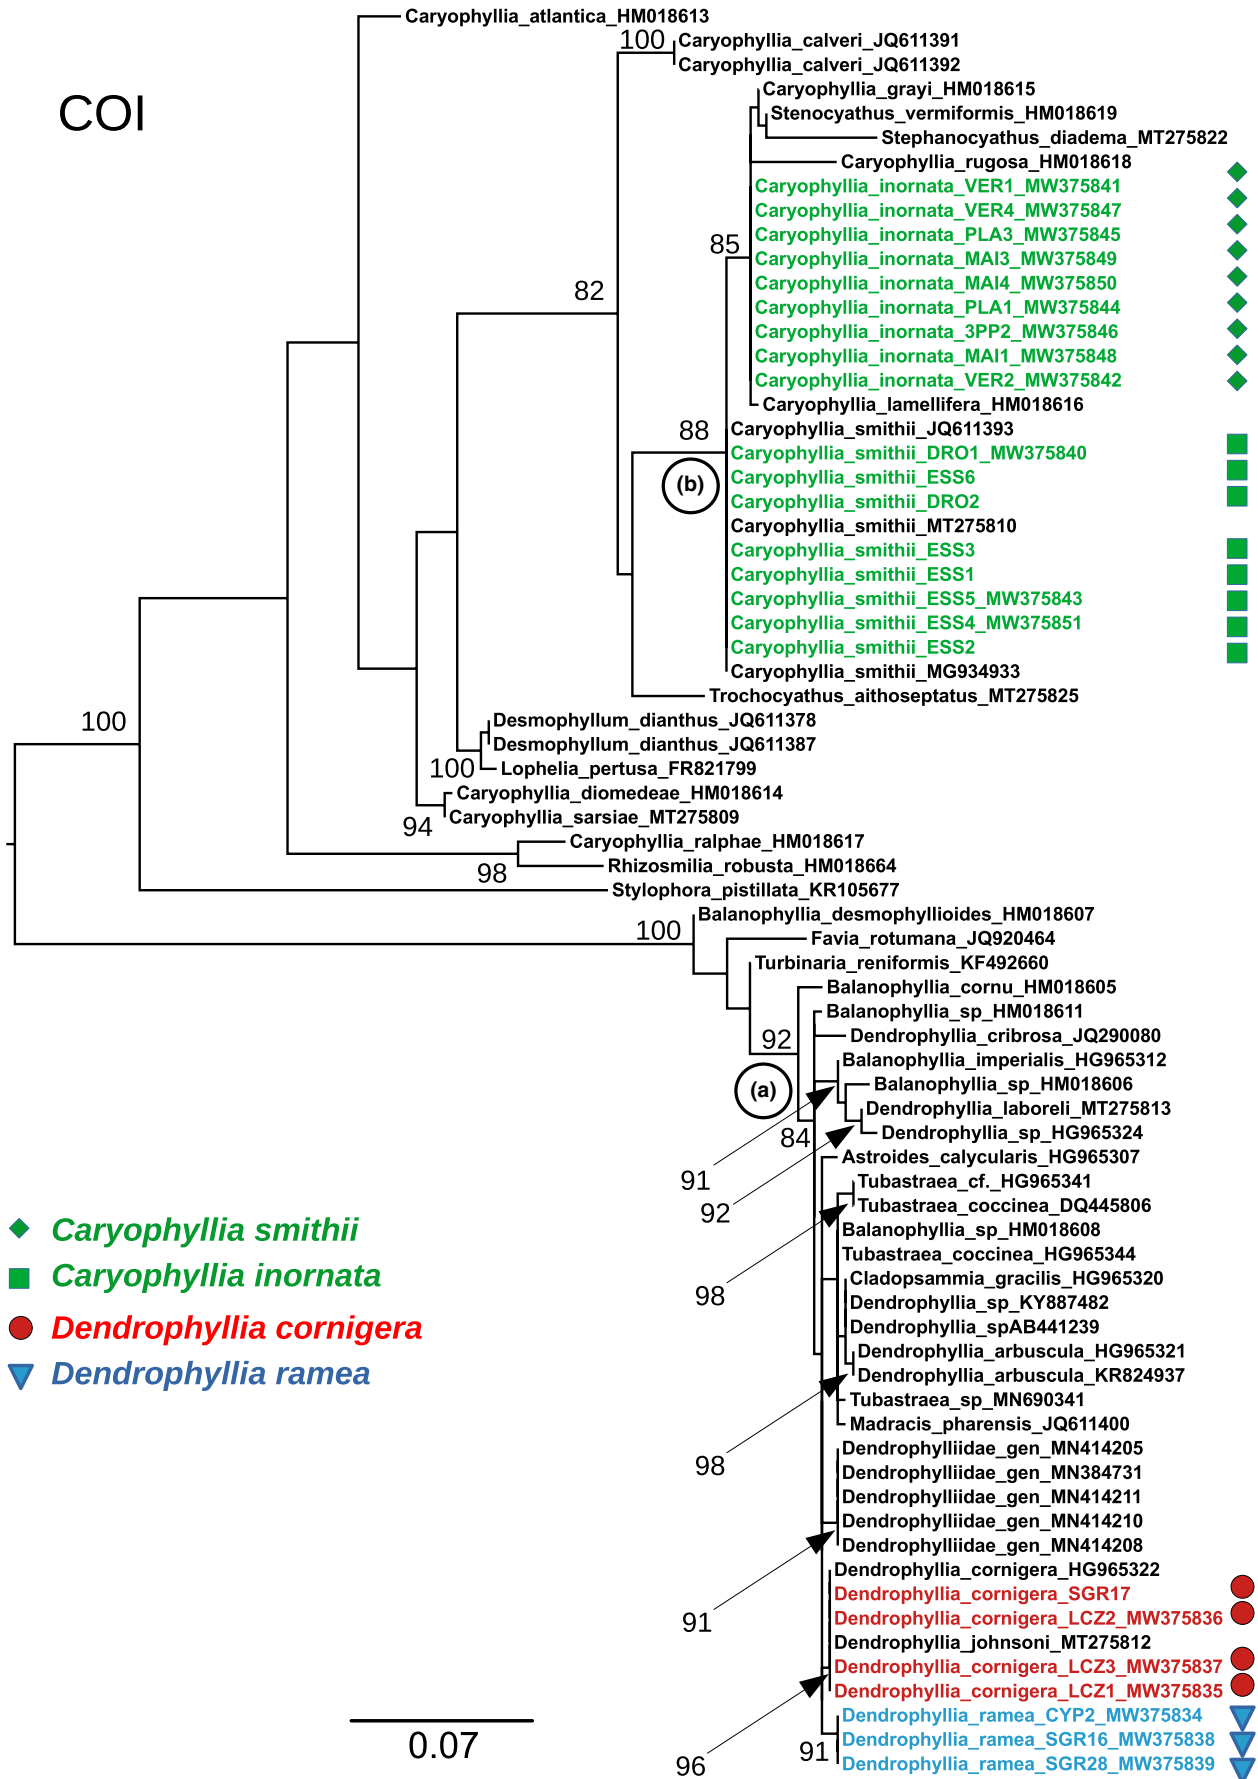 Caryophyllia_atlantica_HM018613
100
Caryophyllia_calveri_JQ611391
Caryophyllia_calveri_JQ611392
COI
Caryophyllia_grayi_HM018615
Stenocyathus_vermiformis_HM018619
Stephanocyathus_diadema_MT275822
Caryophyllia_rugosa_HM018618
Caryophyllia_inornata_VER1_MW375841
Caryophyllia_inornata_VER4_MW375847
Caryophyllia_inornata_PLA3_MW375845
85
Caryophyllia_inornata_MAI3_MW375849
Caryophyllia_inornata_MAI4_MW375850
82
Caryophyllia_inornata_PLA1_MW375844
Caryophyllia_inornata_3PP2_MW375846
Caryophyllia_inornata_MAI1_MW375848
Caryophyllia_inornata_VER2_MW375842
Caryophyllia_lamellifera_HM018616
88
Caryophyllia_smithii_JQ611393
Caryophyllia_smithii_DRO1_MW375840
Caryophyllia_smithii_ESS6
(b)
Caryophyllia_smithii_DRO2
Caryophyllia_smithii_MT275810
Caryophyllia_smithii_ESS3
Caryophyllia_smithii_ESS1
Caryophyllia_smithii_ESS5_MW375843
Caryophyllia_smithii_ESS4_MW375851
Caryophyllia_smithii_ESS2
Caryophyllia_smithii_MG934933
Trochocyathus_aithoseptatus_MT275825
100
Desmophyllum_dianthus_JQ611378
Desmophyllum_dianthus_JQ611387
100
Lophelia_pertusa_FR821799
Caryophyllia_diomedeae_HM018614
Caryophyllia_sarsiae_MT275809
94
Caryophyllia_ralphae_HM018617
Rhizosmilia_robusta_HM018664
98
Stylophora_pistillata_KR105677
Balanophyllia_desmophyllioides_HM018607
100
Favia_rotumana_JQ920464
Turbinaria_reniformis_KF492660
Balanophyllia_cornu_HM018605
Balanophyllia_sp_HM018611
92
Dendrophyllia_cribrosa_JQ290080
Balanophyllia_imperialis_HG965312
(a)
Balanophyllia_sp_HM018606
Dendrophyllia_laboreli_MT275813
84
Dendrophyllia_sp_HG965324
Astroides_calycularis_HG965307
91
Tubastraea_cf._HG965341
92
Tubastraea_coccinea_DQ445806
Balanophyllia_sp_HM018608
Tubastraea_coccinea_HG965344
Cladopsammia_gracilis_HG965320
98
Dendrophyllia_sp_KY887482
Dendrophyllia_spAB441239
Dendrophyllia_arbuscula_HG965321
Dendrophyllia_arbuscula_KR824937
Tubastraea_sp_MN690341
Madracis_pharensis_JQ611400
98
Dendrophylliidae_gen_MN414205
Dendrophylliidae_gen_MN384731
Dendrophylliidae_gen_MN414211
Dendrophylliidae_gen_MN414210
Dendrophylliidae_gen_MN414208
Dendrophyllia_cornigera_HG965322
Dendrophyllia_cornigera_SGR17
91
Dendrophyllia_cornigera_LCZ2_MW375836
Dendrophyllia_johnsoni_MT275812
Dendrophyllia_cornigera_LCZ3_MW375837
Dendrophyllia_cornigera_LCZ1_MW375835
Dendrophyllia_ramea_CYP2_MW375834
Dendrophyllia_ramea_SGR16_MW375838
91
Dendrophyllia_ramea_SGR28_MW375839
96
Caryophyllia smithii
Caryophyllia inornata
Dendrophyllia cornigera
Dendrophyllia ramea
0.07